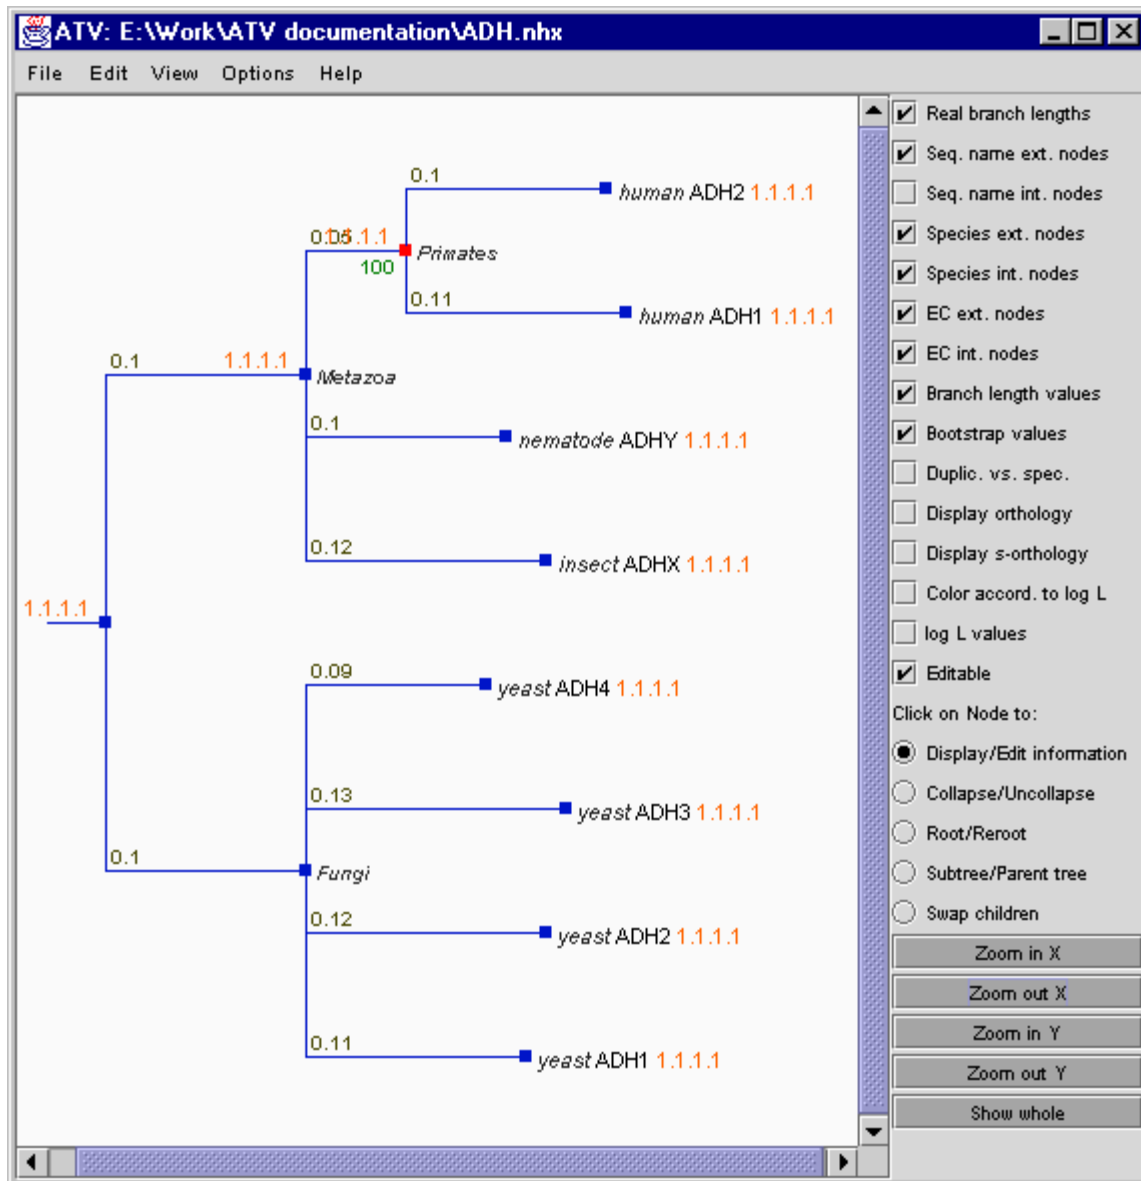 ATV: E:\Work\ATV documentation\ADH.nhx
File Edit View Options Help
0.1
human ADH2 1.1.1.1
0.05
1.1.1.1
Primates
100
0.11
human ADH1 1.1.1.1
0.1
1.1.1.1
Metazoa
0.1
nematode ADHY 1.1.1.1
0.12
insect ADHX 1.1.1.1
1.1.1.1
0.09
yeast ADH4 1.1.1.1
0.13
yeast ADH3 1.1.1.1
0.1
Fungi
0.12
yeast ADH2 1.1.1.1
0.11
yeast ADH1 1.1.1.1
Real branch lengths
Seq. name ext. nodes
Seq. name int. nodes
Species ext. nodes
Species int. nodes
EC ext. nodes
EC int. nodes
Branch length values
Bootstrap values
Duplic. vs. spec.
Display orthology
Display s-orthology
Color accord. to log L
log L values
Editable
Click on Node to:
Display/Edit information
Collapse/Uncollapse
Root/Reroot
Subtree/Parent tree
Swap children
Zoom in X
Zoom out X
Zoom in Y
Zoom out Y
Show whole